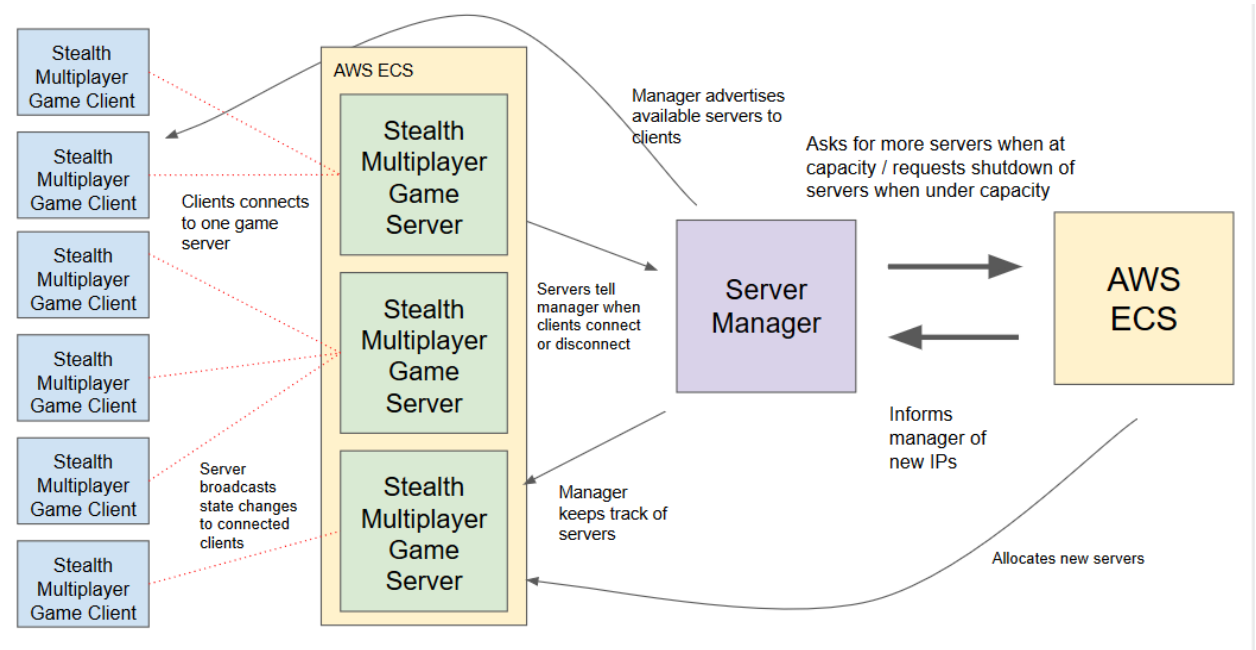 Stealth
Multiplayer
Game Client
Stealth
Multiplayer
Game Client
Stealth
Multiplayer
Game Client
Stealth
Multiplayer
Game Client
Stealth
Multiplayer
Game Client
Stealth
Multiplayer
Game Client
Clients connects
to one game
server
Server
broadcasts
state changes
to connected
clients
AWS ECS
Stealth
Multiplayer
Game
Server
Stealth
Multiplayer
Game
Server
Stealth
Multiplayer
Game
Server
Manager advertises
available servers to
clients
Servers tell
manager when
clients connect
or disconnect
Manager
keeps track of
servers
Server
Manager
Asks for more servers when at
capacity / requests shutdown of
servers when under capacity
AWS
ECS
Informs
manager of
new IPs
Allocates new servers